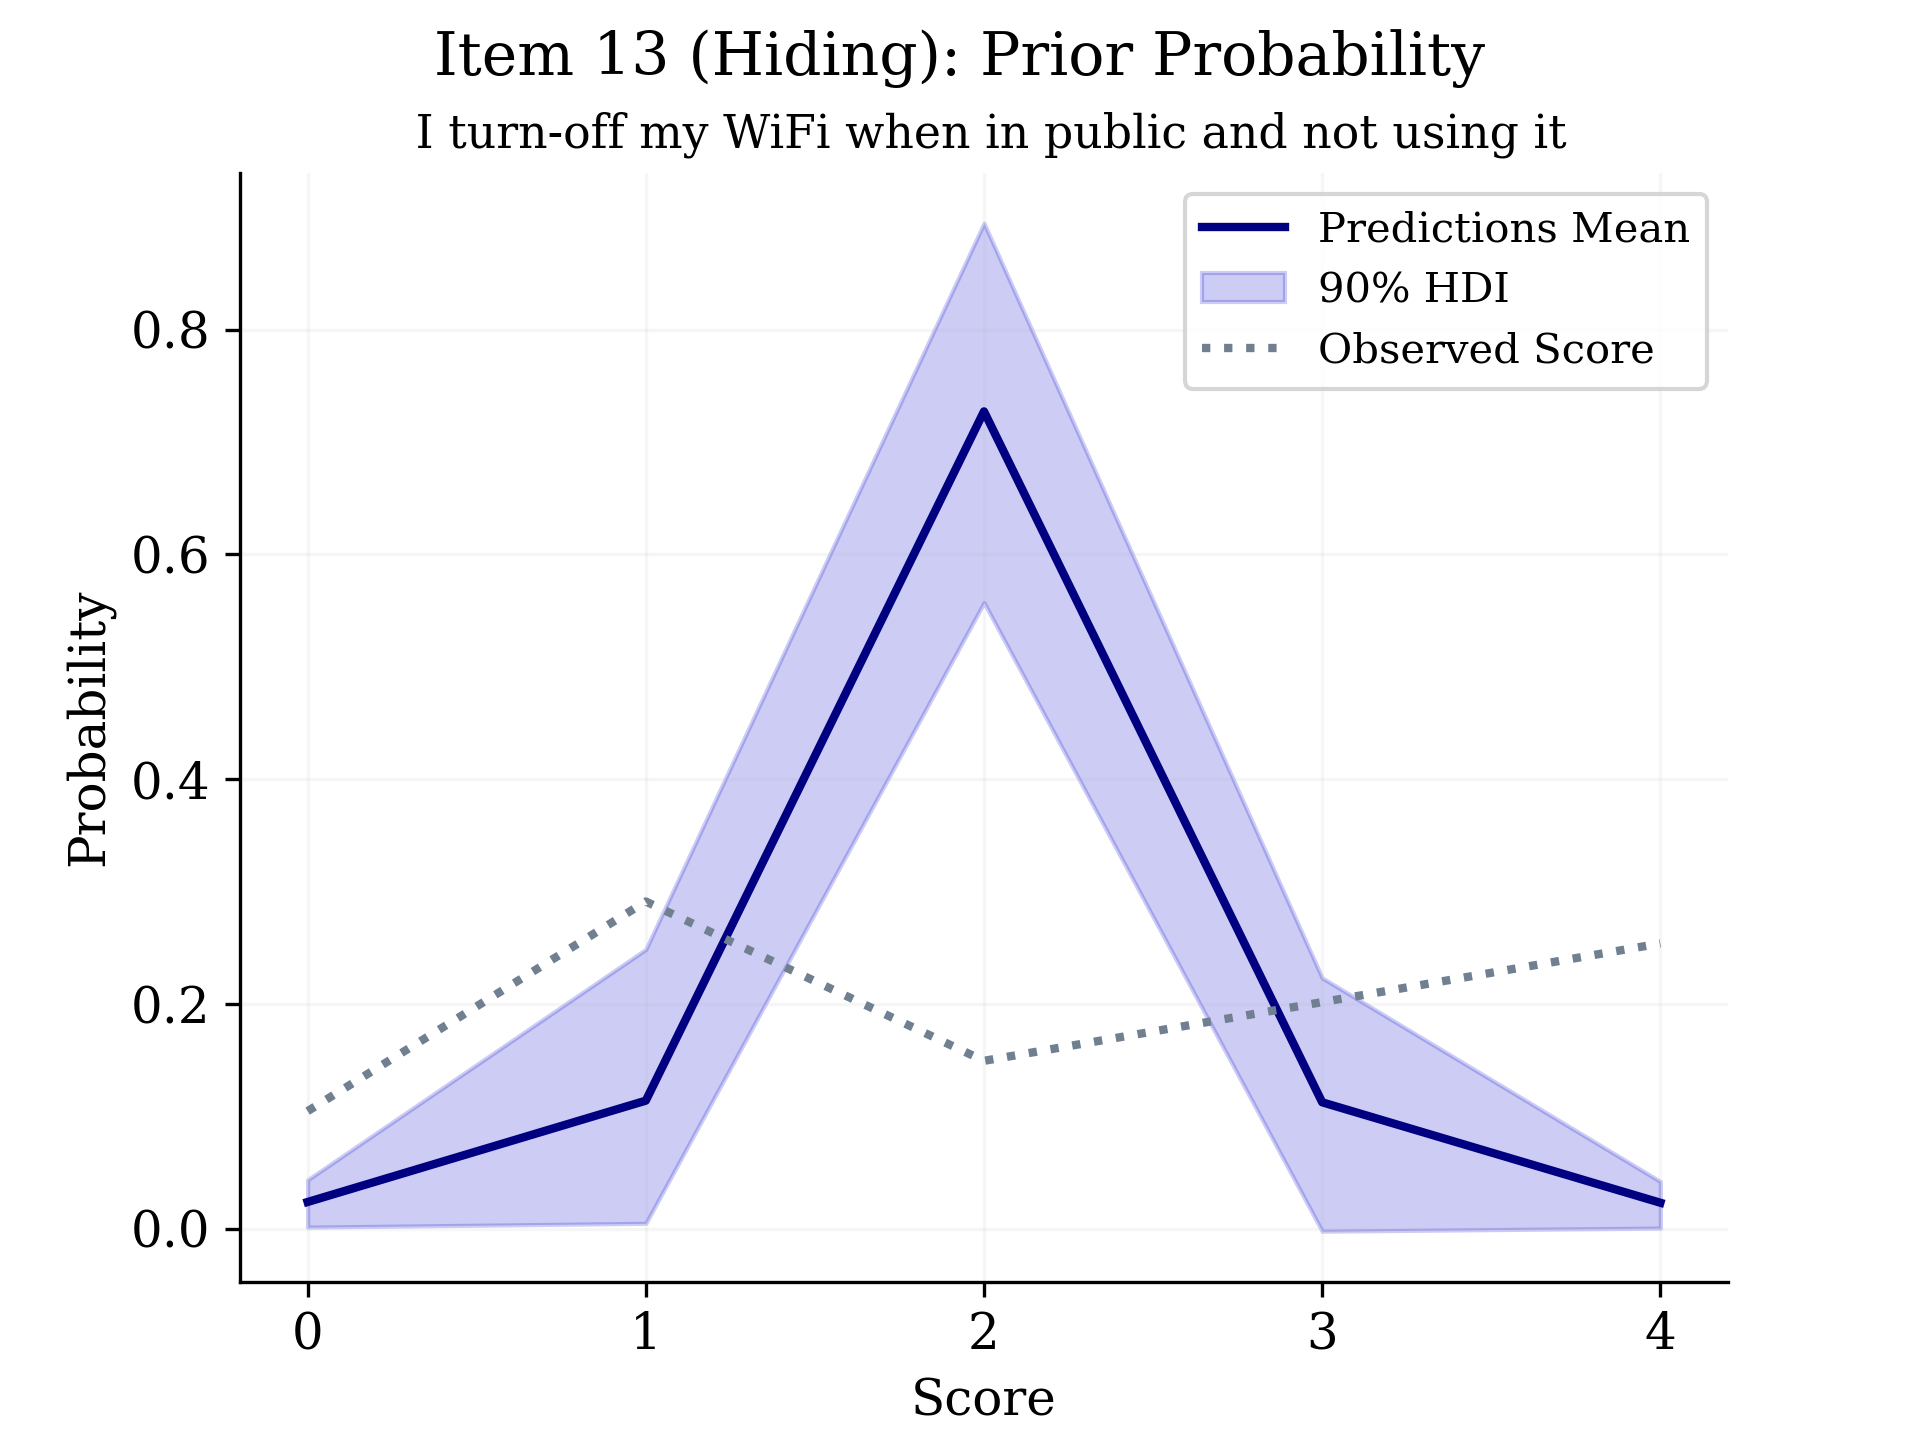 Item 13 (Hiding): Prior Probability
I turn-off my WiFi when in public and not using it
Predictions Mean
90% HDI
Observed Score
Probability
0.8
0.6
0.4
0.2
0.0
0 1 2 3 4
Score